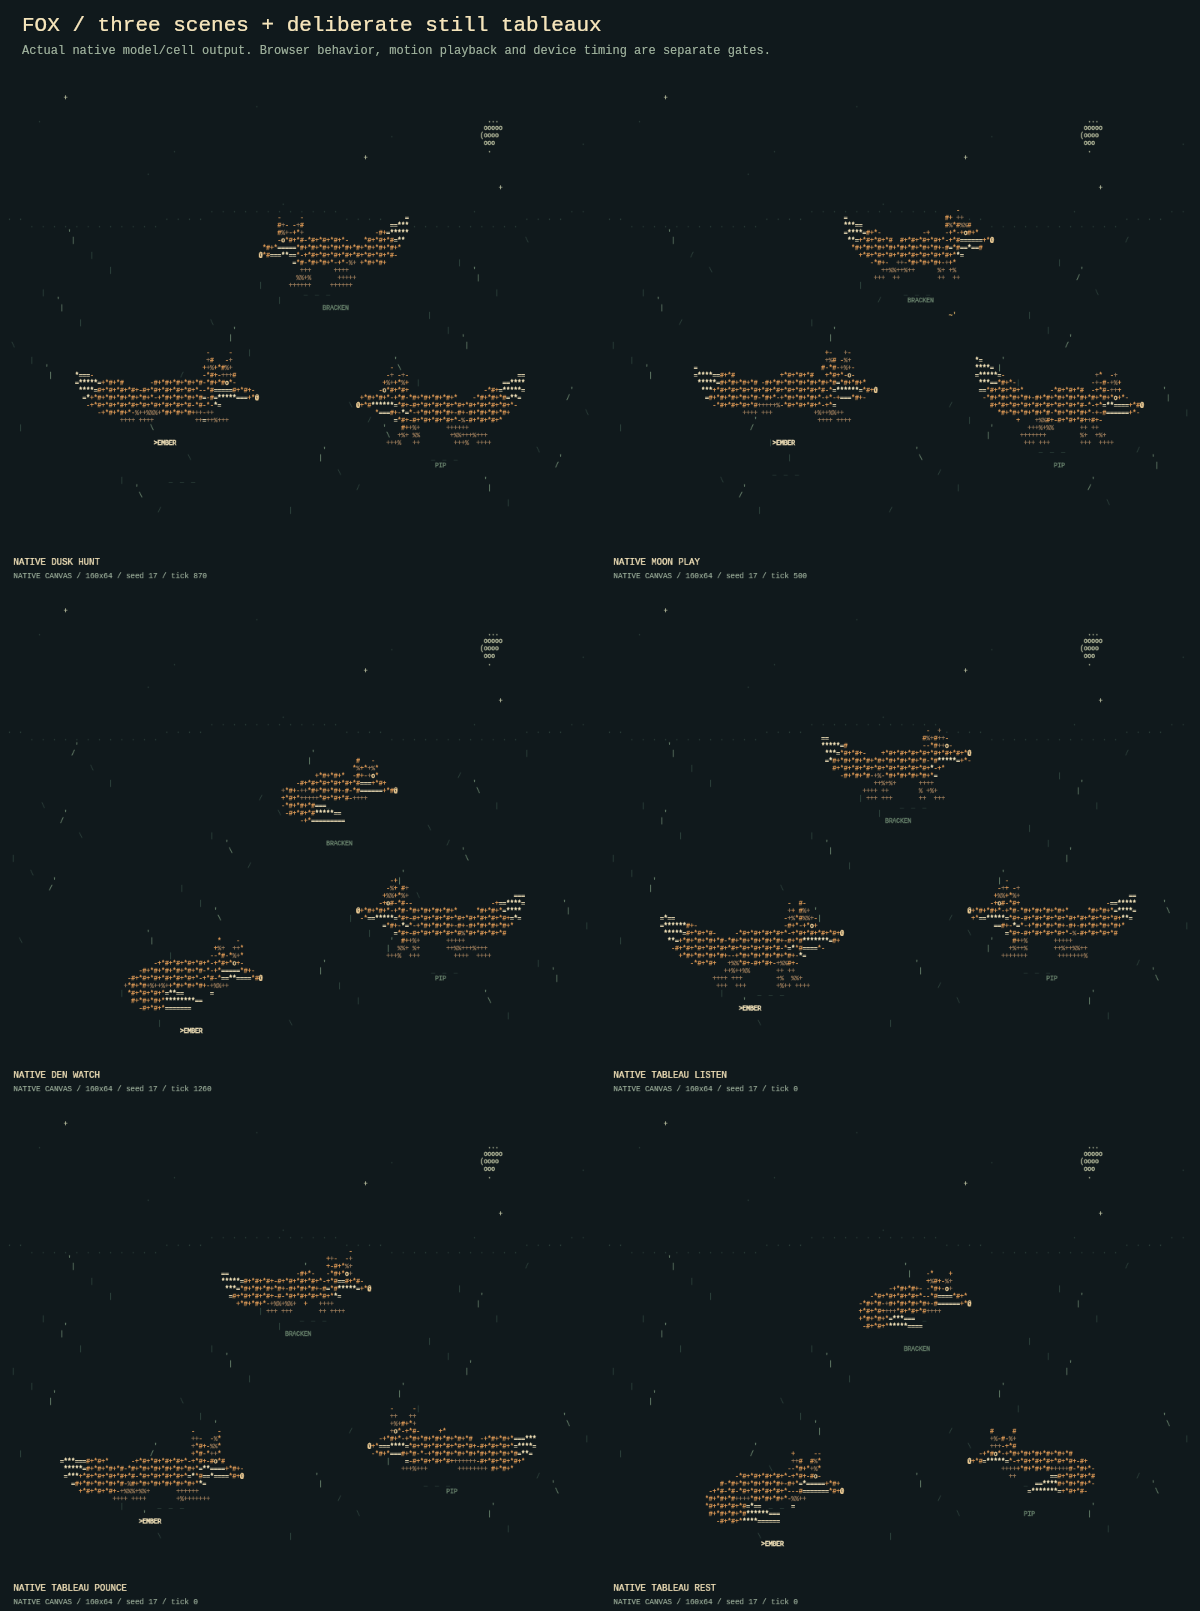 FOX / three scenes + deliberate still tableaux
Actual native model/cell output. Browser behavior, motion playback and device timing are separate gates.
BRACKEN
>EMBER
PIP
NATIVE DUSK HUNT
NATIVE CANVAS / 160x64 / seed 17 / tick 870
BRACKEN
>EMBER
PIP
NATIVE MOON PLAY
NATIVE CANVAS / 160x64 / seed 17 / tick 500
BRACKEN
PIP
>EMBER
NATIVE DEN WATCH
NATIVE CANVAS / 160x64 / seed 17 / tick 1260
BRACKEN
PIP
>EMBER
NATIVE TABLEAU LISTEN
NATIVE CANVAS / 160x64 / seed 17 / tick 0
BRACKEN
PIP
>EMBER
NATIVE TABLEAU POUNCE
NATIVE CANVAS / 160x64 / seed 17 / tick 0
BRACKEN
PIP
>EMBER
NATIVE TABLEAU REST
NATIVE CANVAS / 160x64 / seed 17 / tick 0